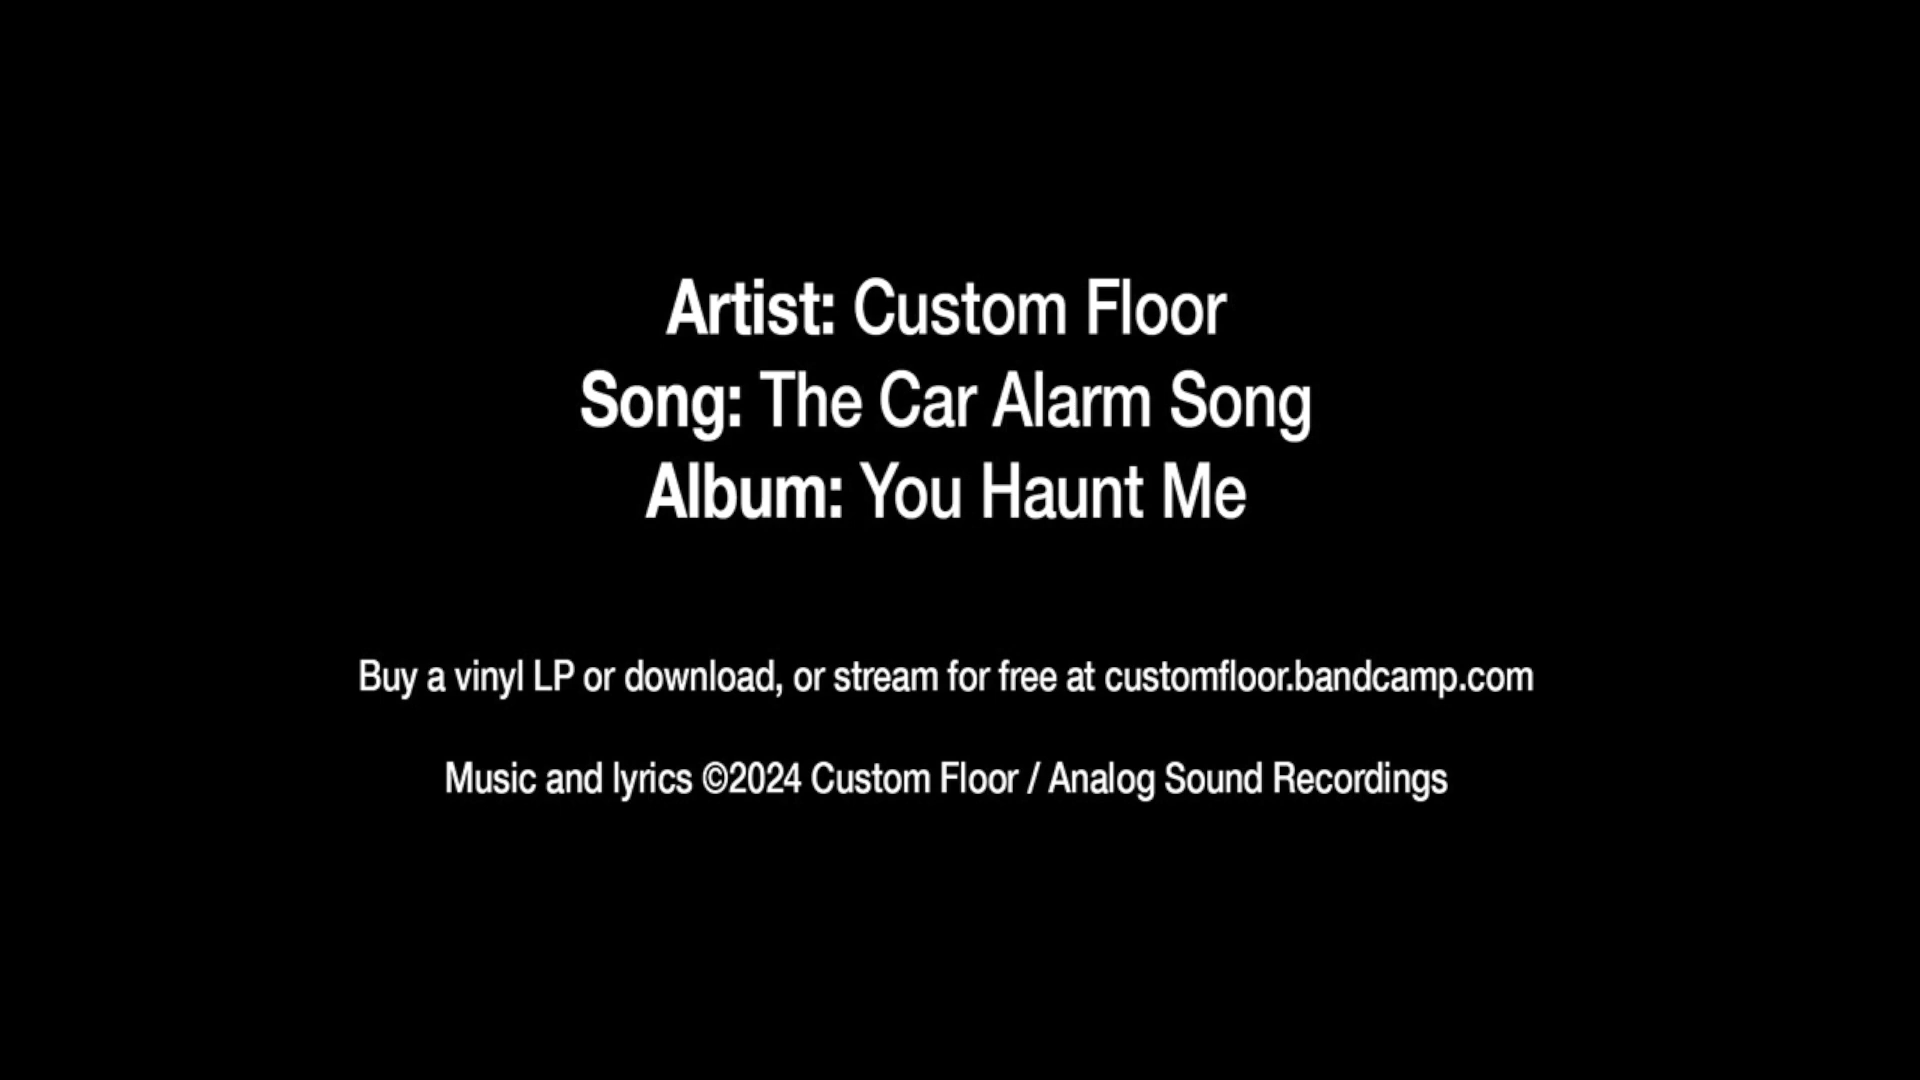 Artist: Custom Floor
Song: The Car Alarm Song
Album: You Haunt Me
Buy a vinyl LP or download, or stream for free at customfloor.bandcamp.com
Music and lyrics ©2024 Custom Floor / Analog Sound Recordings